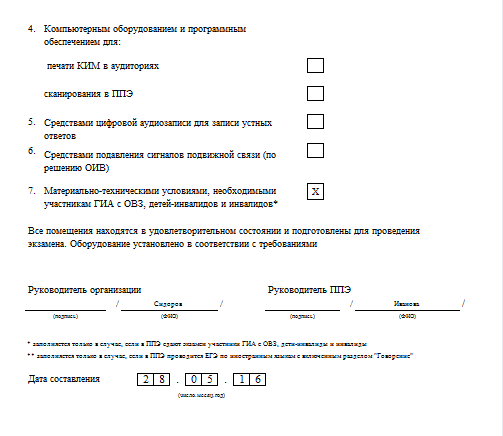 4. Компьютерным оборудованием и программным
обеспечением для:
печати КИМ в аудиториях
сканирования в ППЭ
5. Средствами цифровой аудиозаписи для записи устных
ответов
6. Средствами подавления сигналов подвижной связи (по
решению ОИВ)
7. Материально-техническими условиями, необходимыми X
участникам ГИА с ОВЗ, детей-инвалидов и инвалидов*
Все помещения находятся в удовлетворительном состоянии и подготовлены для проведения
экзамена. Оборудование установлено в соответствии с требованиями
Руководитель организации Руководитель ППЭ
/ Сидоров / / Иванова /
(подпись) (ФИО) (подпись) (ФИО)
* заполняется только в случае, если в ППЭ сдают экзамен участники ГИА с ОВЗ, дети-инвалиды и инвалиды
** заполняется только в случае, если в ППЭ проводится ЕГЭ по иностранным языкам с включенным разделом "Говорение"
Дата составления 2 8 . 0 5 . 1 6
(число.месяц.год)